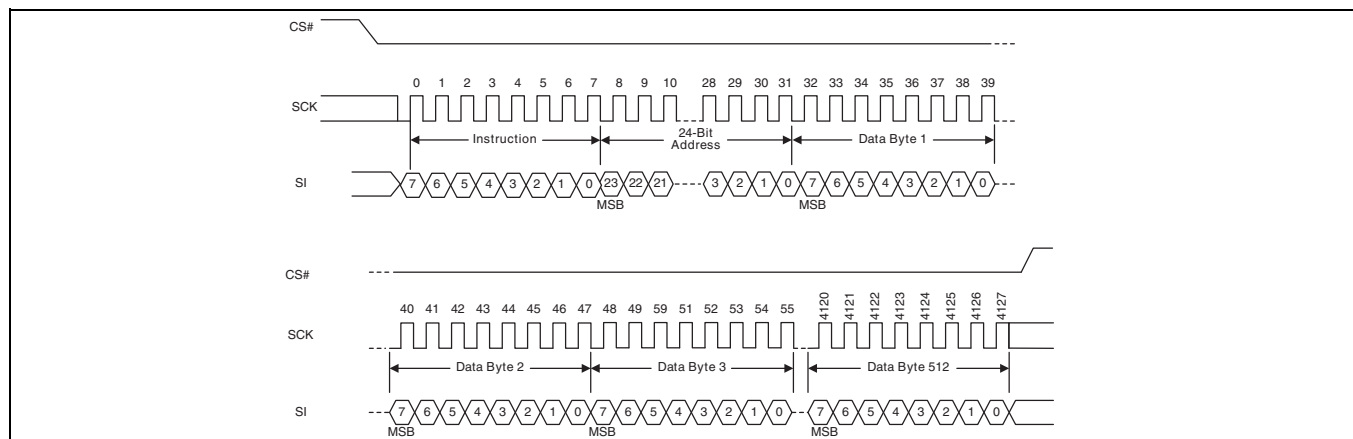 CS#
0 1 2 3 4 5 6 7 8 9 10 28 29 30 31 32 33 34 35 36 37 38 39
SCK
Instruction 24-Bit Address Data Byte 1
SI 7 6 5 4 3 2 1 0 23 22 21 3 2 1 0 7 6 5 4 3 2 1 0
MSB MSB
CS#
40 41 42 43 44 45 46 47 48 49 59 51 52 53 54 55 4120 4121 4122 4123 4124 4125 4126 4127
SCK
Data Byte 2 Data Byte 3 Data Byte 512
SI 7 6 5 4 3 2 1 0 7 6 5 4 3 2 1 0 7 6 5 4 3 2 1 0
MSB MSB MSB